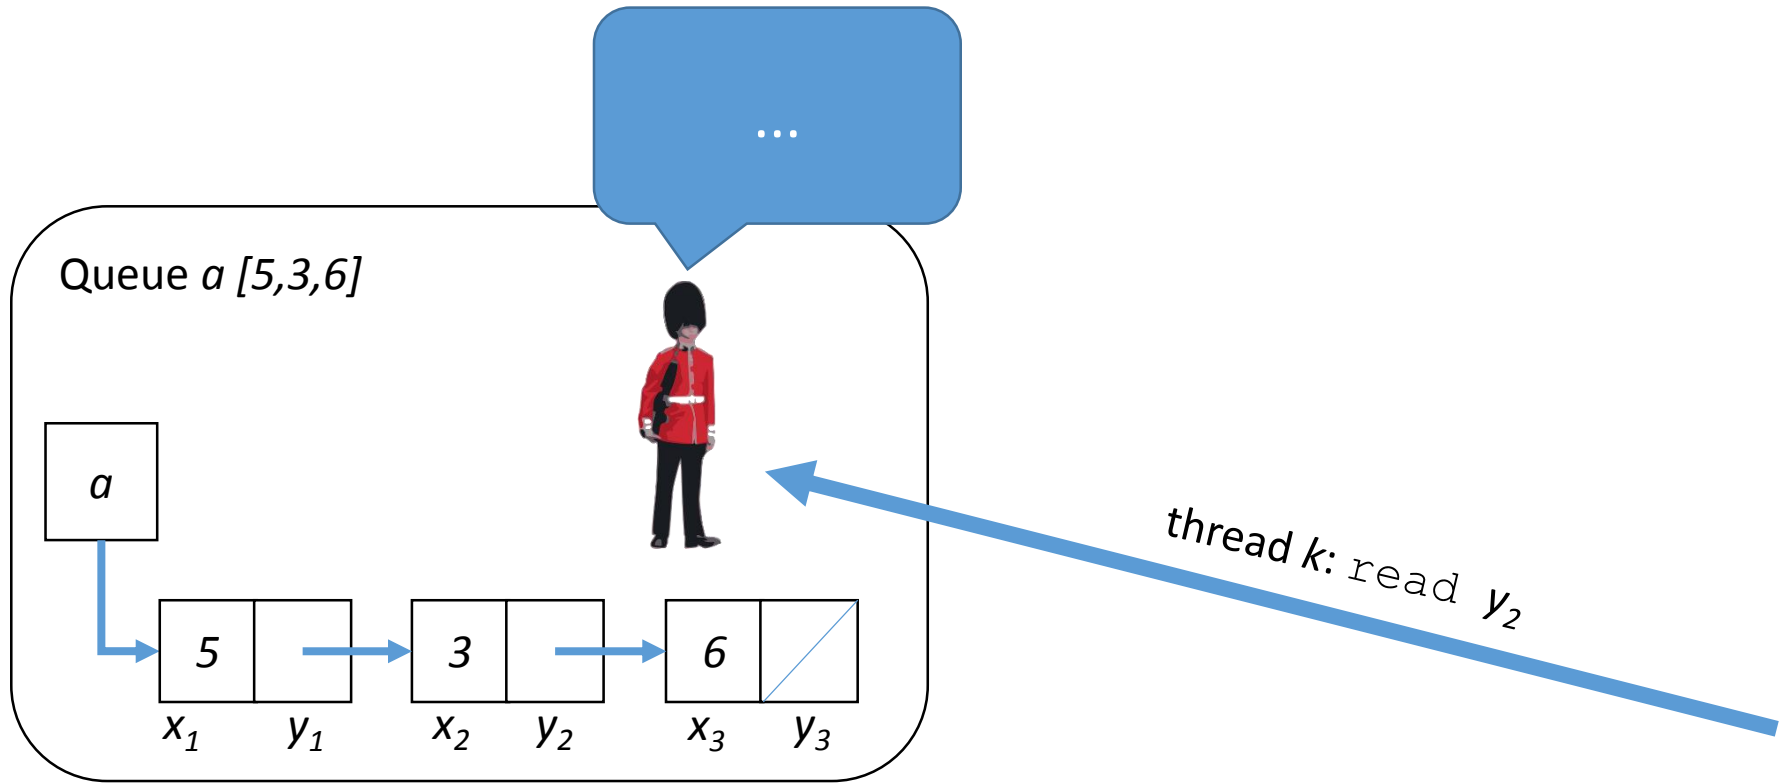 ...
Queue a [5,3,6]
a
thread k: read y2
5 3 6
x1 y1 x2 y2 x3 y3